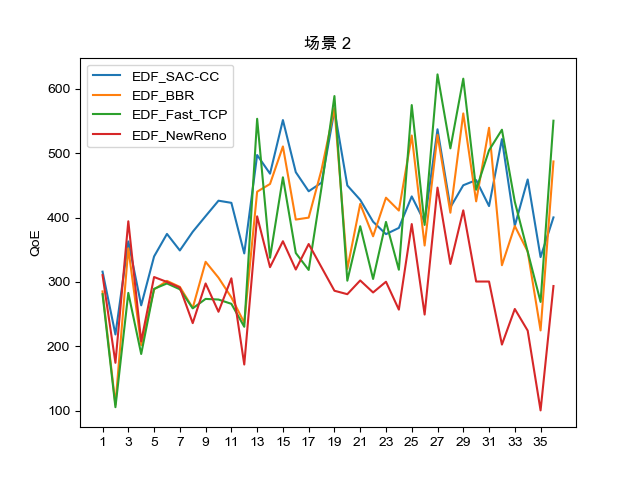 场景 2
EDF_SAC-CC
EDF_BBR
EDF_Fast_TCP
EDF_NewReno
QoE
600
500
400
300
200
100
1 3 5 7 9 11 13 15 17 19 21 23 25 27 29 31 33 35